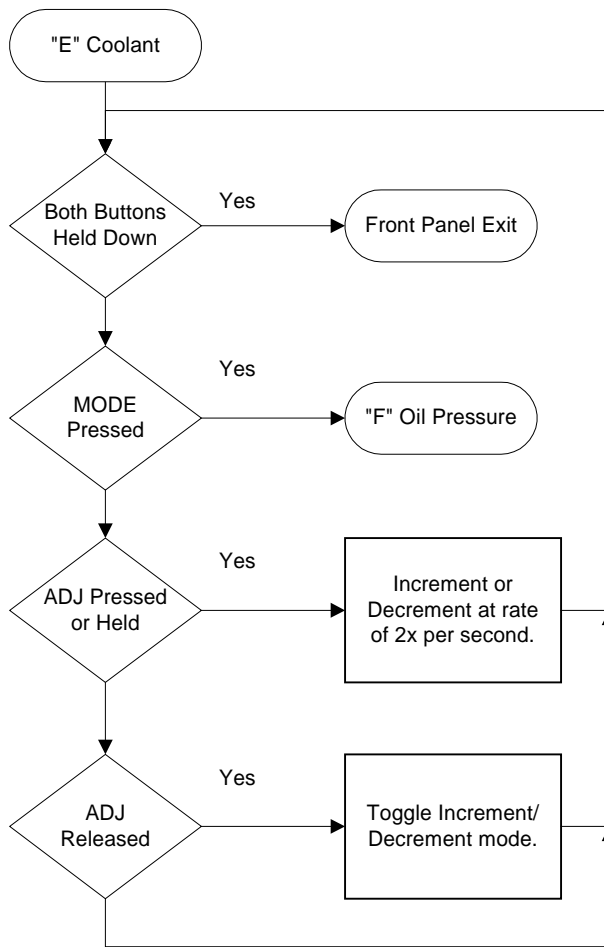 "E" Coolant
Both Buttons
Held Down
Yes
Front Panel Exit
MODE
Pressed
Yes
"F" Oil Pressure
ADJ Pressed
or Held
Yes
Increment or
Decrement at rate
of 2x per second.
ADJ
Released
Yes
Toggle Increment/
Decrement mode.